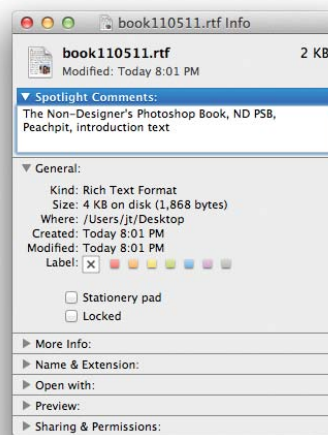 book110511.rtf Info
book110511.rtf 2 KB
Modified: Today 8:01 PM
▼ Spotlight Comments:
The Non-Designer's Photoshop Book, ND PSB,
Peachpit, introduction text
▼ General:
Kind: Rich Text Format
Size: 4 KB on disk (1,868 bytes)
Where: /Users/jt/Desktop
Created: Today 8:01 PM
Modified: Today 8:01 PM
Label: ×
Stationery pad
Locked
▶ More Info:
▶ Name & Extension:
▶ Open with:
▶ Preview:
▶ Sharing & Permissions: